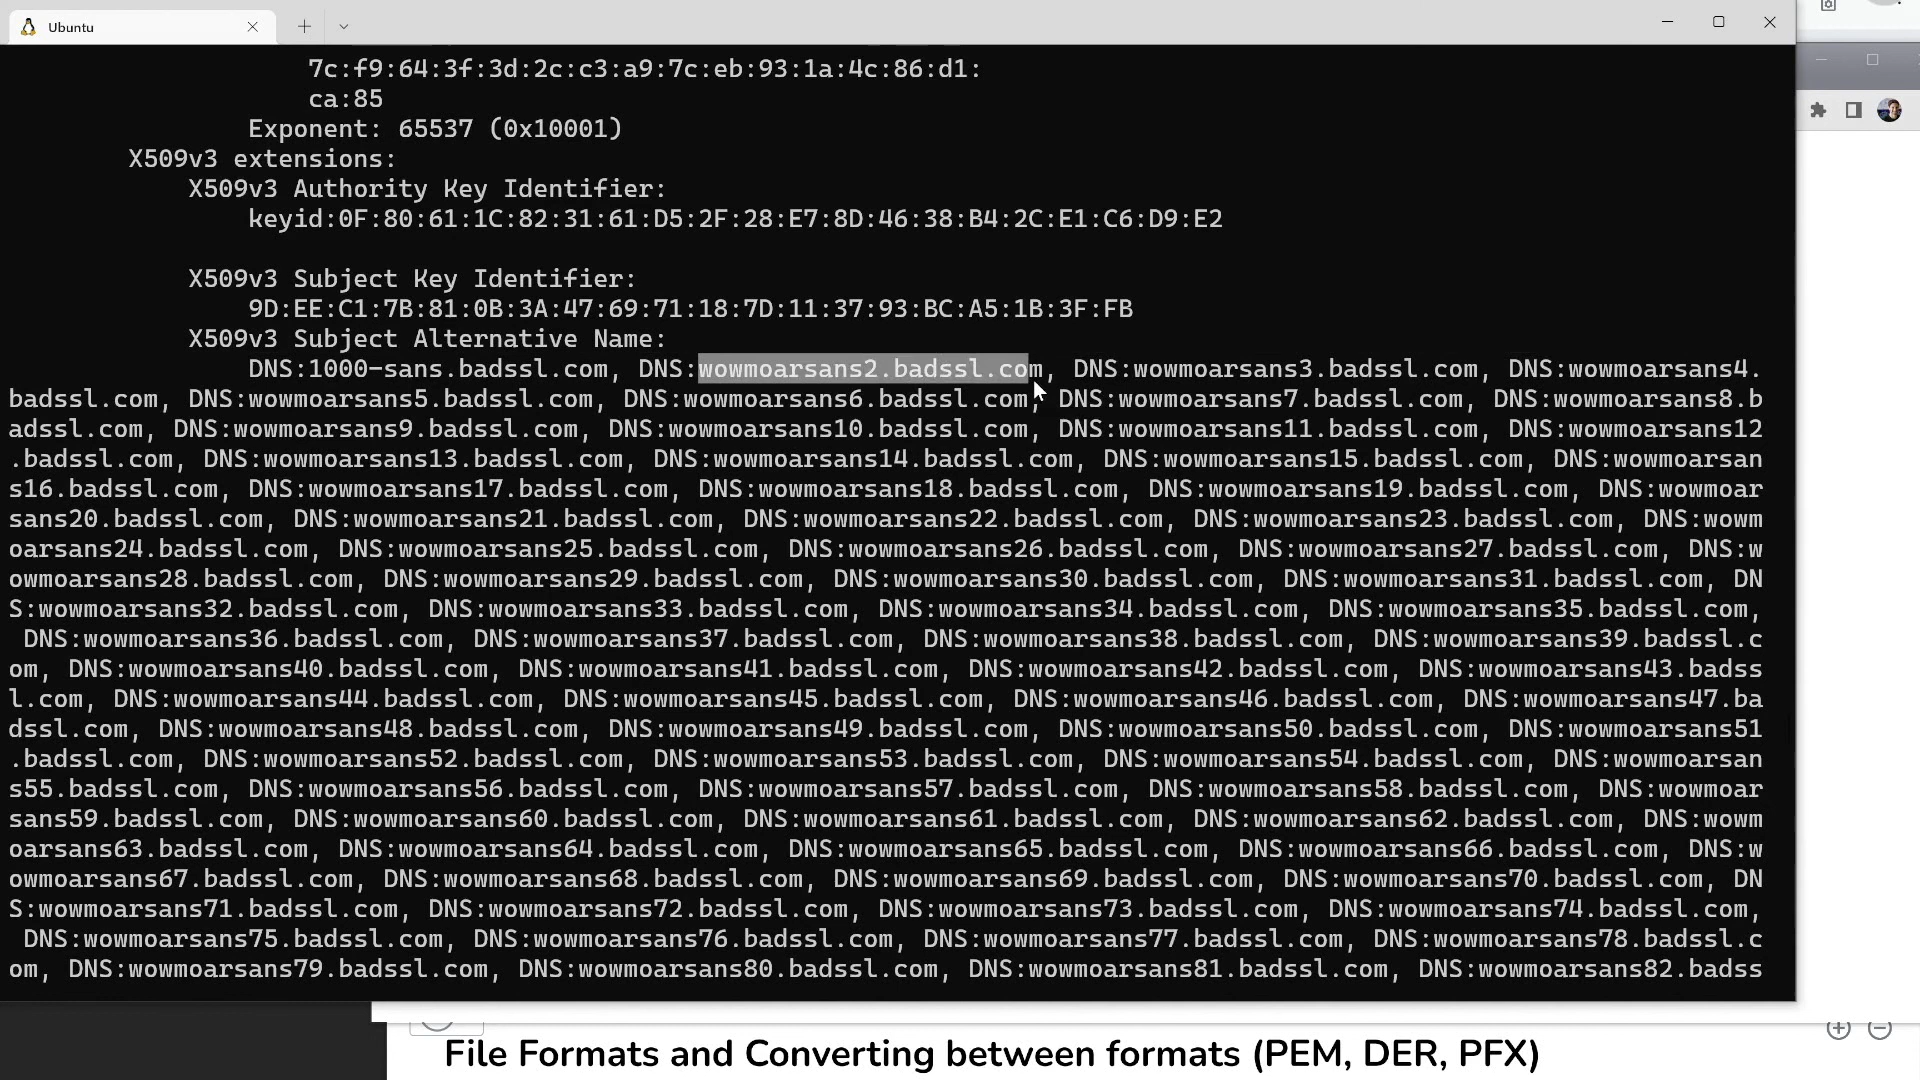 Ubuntu
7c:f9:64:3f:3d:2c:c3:a9:7c:eb:93:1a:4c:86:d1:
ca:85
Exponent: 65537 (0x10001)
X509v3 extensions:
X509v3 Authority Key Identifier:
keyid:0F:80:61:1C:82:31:61:D5:2F:28:E7:8D:46:38:B4:2C:E1:C6:D9:E2
X509v3 Subject Key Identifier:
9D:EE:C1:7B:81:0B:3A:47:69:71:18:7D:11:37:93:BC:A5:1B:3F:FB
X509v3 Subject Alternative Name:
DNS:1000-sans.badssl.com, DNS:wowmoarsans2.badssl.com, DNS:wowmoarsans3.badssl.com, DNS:wowmoarsans4.
badssl.com, DNS:wowmoarsans5.badssl.com, DNS:wowmoarsans6.badssl.com, DNS:wowmoarsans7.badssl.com, DNS:wowmoarsans8.b
adssl.com, DNS:wowmoarsans9.badssl.com, DNS:wowmoarsans10.badssl.com, DNS:wowmoarsans11.badssl.com, DNS:wowmoarsans12
.badssl.com, DNS:wowmoarsans13.badssl.com, DNS:wowmoarsans14.badssl.com, DNS:wowmoarsans15.badssl.com, DNS:wowmoarsan
s16.badssl.com, DNS:wowmoarsans17.badssl.com, DNS:wowmoarsans18.badssl.com, DNS:wowmoarsans19.badssl.com, DNS:wowmoar
sans20.badssl.com, DNS:wowmoarsans21.badssl.com, DNS:wowmoarsans22.badssl.com, DNS:wowmoarsans23.badssl.com, DNS:wowm
oarsans24.badssl.com, DNS:wowmoarsans25.badssl.com, DNS:wowmoarsans26.badssl.com, DNS:wowmoarsans27.badssl.com, DNS:w
owmoarsans28.badssl.com, DNS:wowmoarsans29.badssl.com, DNS:wowmoarsans30.badssl.com, DNS:wowmoarsans31.badssl.com, DN
S:wowmoarsans32.badssl.com, DNS:wowmoarsans33.badssl.com, DNS:wowmoarsans34.badssl.com, DNS:wowmoarsans35.badssl.com,
DNS:wowmoarsans36.badssl.com, DNS:wowmoarsans37.badssl.com, DNS:wowmoarsans38.badssl.com, DNS:wowmoarsans39.badssl.c
om, DNS:wowmoarsans40.badssl.com, DNS:wowmoarsans41.badssl.com, DNS:wowmoarsans42.badssl.com, DNS:wowmoarsans43.badss
l.com, DNS:wowmoarsans44.badssl.com, DNS:wowmoarsans45.badssl.com, DNS:wowmoarsans46.badssl.com, DNS:wowmoarsans47.ba
dssl.com, DNS:wowmoarsans48.badssl.com, DNS:wowmoarsans49.badssl.com, DNS:wowmoarsans50.badssl.com, DNS:wowmoarsans51
.badssl.com, DNS:wowmoarsans52.badssl.com, DNS:wowmoarsans53.badssl.com, DNS:wowmoarsans54.badssl.com, DNS:wowmoarsan
s55.badssl.com, DNS:wowmoarsans56.badssl.com, DNS:wowmoarsans57.badssl.com, DNS:wowmoarsans58.badssl.com, DNS:wowmoar
sans59.badssl.com, DNS:wowmoarsans60.badssl.com, DNS:wowmoarsans61.badssl.com, DNS:wowmoarsans62.badssl.com, DNS:wowm
oarsans63.badssl.com, DNS:wowmoarsans64.badssl.com, DNS:wowmoarsans65.badssl.com, DNS:wowmoarsans66.badssl.com, DNS:w
owmoarsans67.badssl.com, DNS:wowmoarsans68.badssl.com, DNS:wowmoarsans69.badssl.com, DNS:wowmoarsans70.badssl.com, DN
S:wowmoarsans71.badssl.com, DNS:wowmoarsans72.badssl.com, DNS:wowmoarsans73.badssl.com, DNS:wowmoarsans74.badssl.com,
DNS:wowmoarsans75.badssl.com, DNS:wowmoarsans76.badssl.com, DNS:wowmoarsans77.badssl.com, DNS:wowmoarsans78.badssl.c
om, DNS:wowmoarsans79.badssl.com, DNS:wowmoarsans80.badssl.com, DNS:wowmoarsans81.badssl.com, DNS:wowmoarsans82.badss
File Formats and Converting between formats (PEM, DER, PFX)